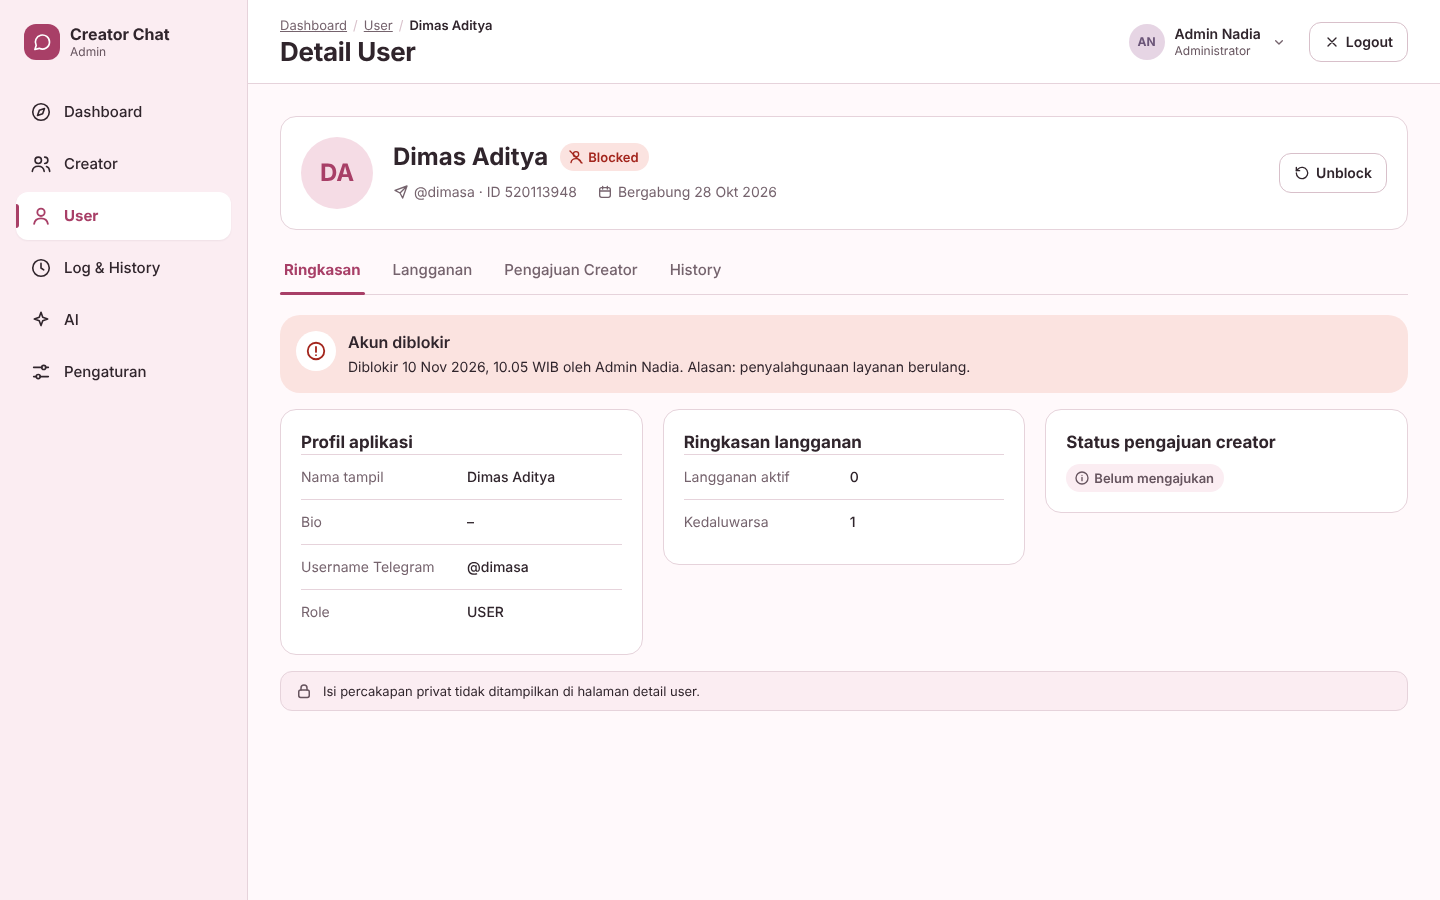 Creator Chat
Admin
Dashboard
Creator
User
Log & History
AI
Pengaturan
Dashboard / User / Dimas Aditya
Detail User
AN
Admin Nadia
Administrator
Logout
DA
Dimas Aditya
Blocked
@dimasa · ID 520113948
Bergabung 28 Okt 2026
Unblock
Ringkasan
Langganan
Pengajuan Creator
History
Akun diblokir
Diblokir 10 Nov 2026, 10.05 WIB oleh Admin Nadia. Alasan: penyalahgunaan layanan berulang.
Profil aplikasi
Nama tampil Dimas Aditya
Bio –
Username Telegram @dimasa
Role USER
Ringkasan langganan
Langganan aktif 0
Kedaluwarsa 1
Status pengajuan creator
Belum mengajukan
Isi percakapan privat tidak ditampilkan di halaman detail user.